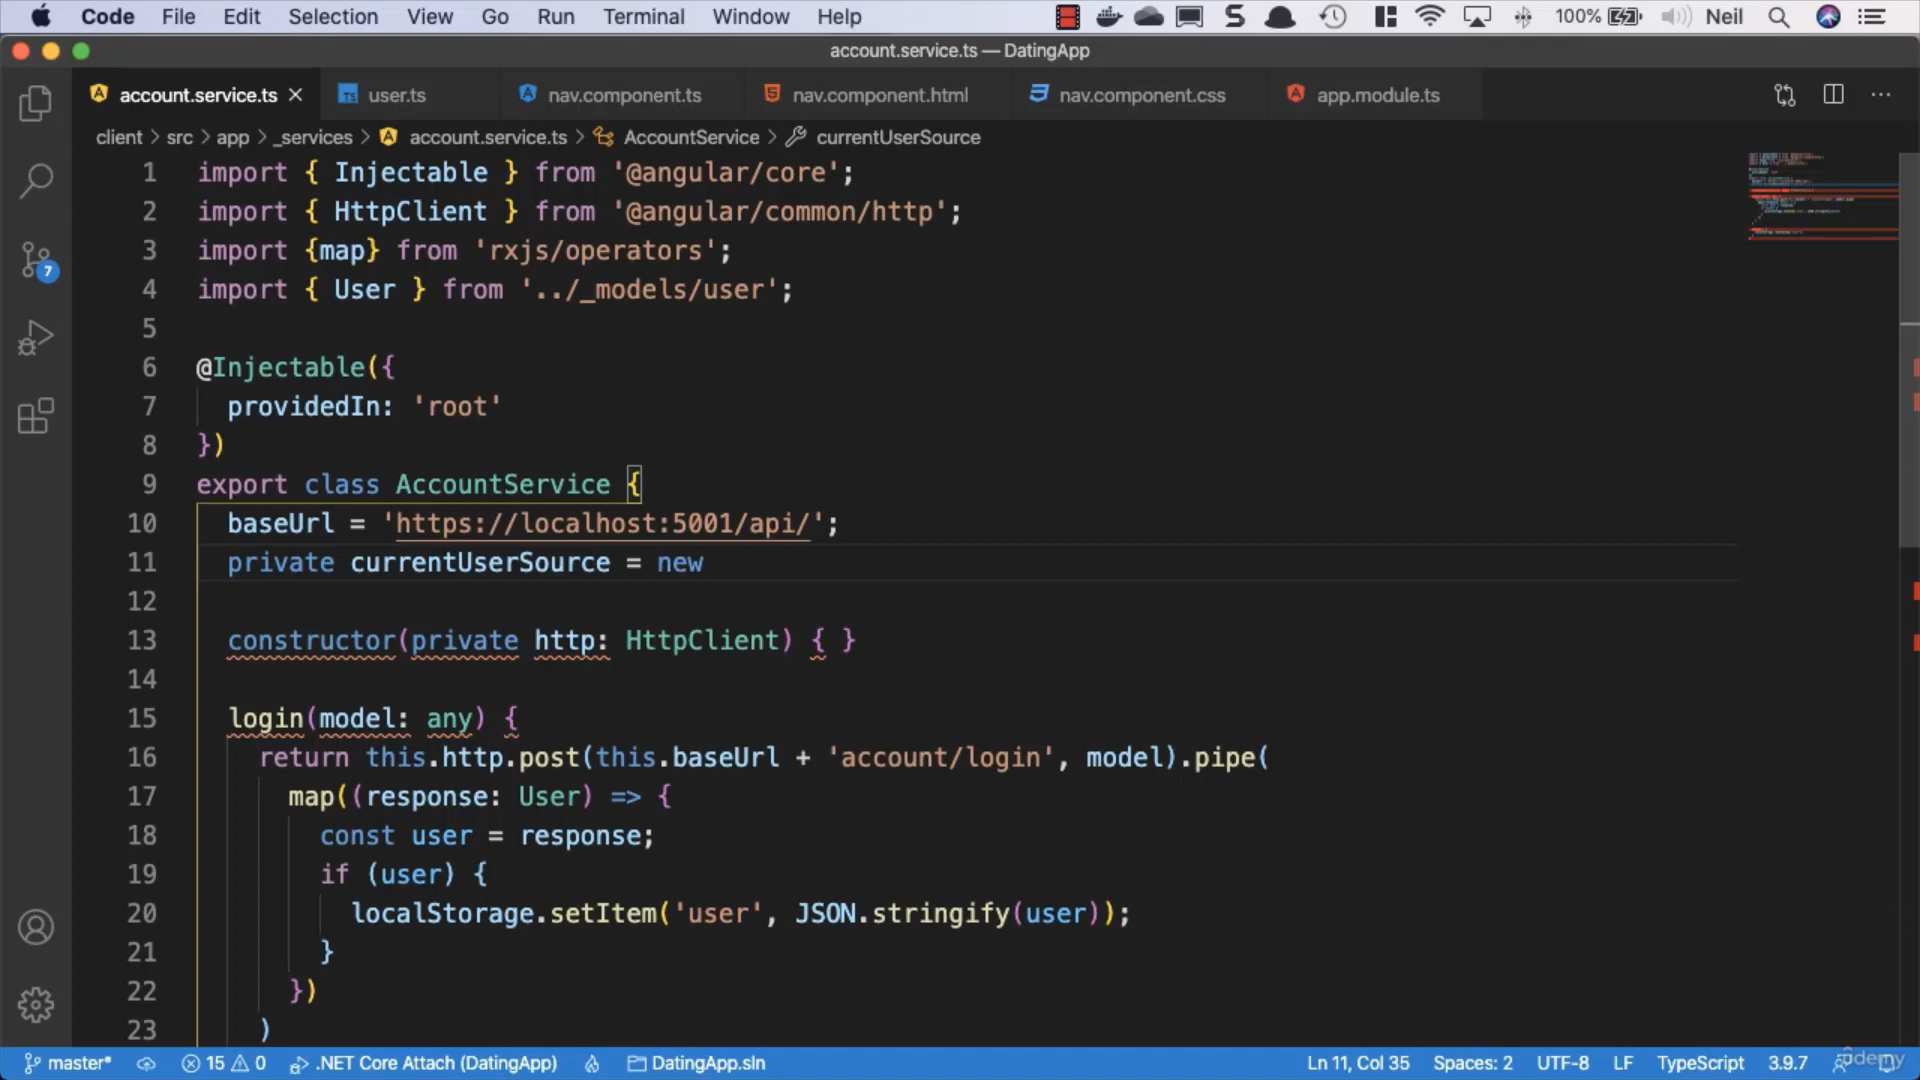 Code File Edit Selection View Go Run Terminal Window Help 100% Neil
account.service.ts — DatingApp
account.service.ts user.ts nav.component.ts nav.component.html nav.component.css app.module.ts
client > src > app > _services > account.service.ts > AccountService > currentUserSource
1 import { Injectable } from '@angular/core';
2 import { HttpClient } from '@angular/common/http';
3 import {map} from 'rxjs/operators';
4 import { User } from '../_models/user';
5
6 @Injectable({
7 providedIn: 'root'
8 })
9 export class AccountService {
10 baseUrl = 'https://localhost:5001/api/';
11 private currentUserSource = new
12
13 constructor(private http: HttpClient) { }
14
15 login(model: any) {
16 return this.http.post(this.baseUrl + 'account/login', model).pipe(
17 map((response: User) => {
18 const user = response;
19 if (user) {
20 localStorage.setItem('user', JSON.stringify(user));
21 }
22 })
23 )
7
master* 15 0 .NET Core Attach (DatingApp) DatingApp.sln Ln 11, Col 35 Spaces: 2 UTF-8 LF TypeScript 3.9.7
udemy